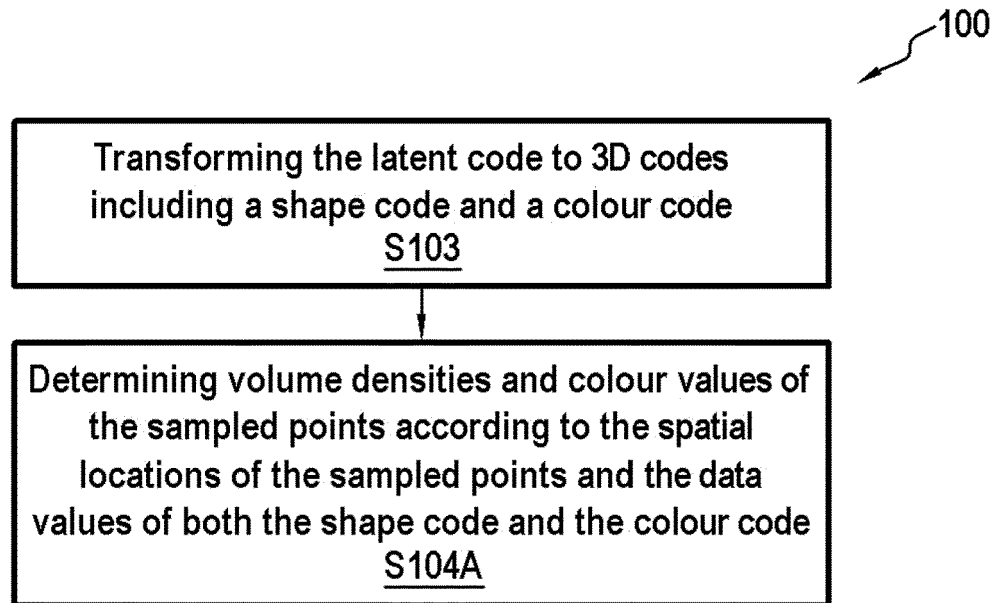 100
Transforming the latent code to 3D codes
including a shape code and a colour code
S103
Determining volume densities and colour values of
the sampled points according to the spatial
locations of the sampled points and the data
values of both the shape code and the colour code
S104A